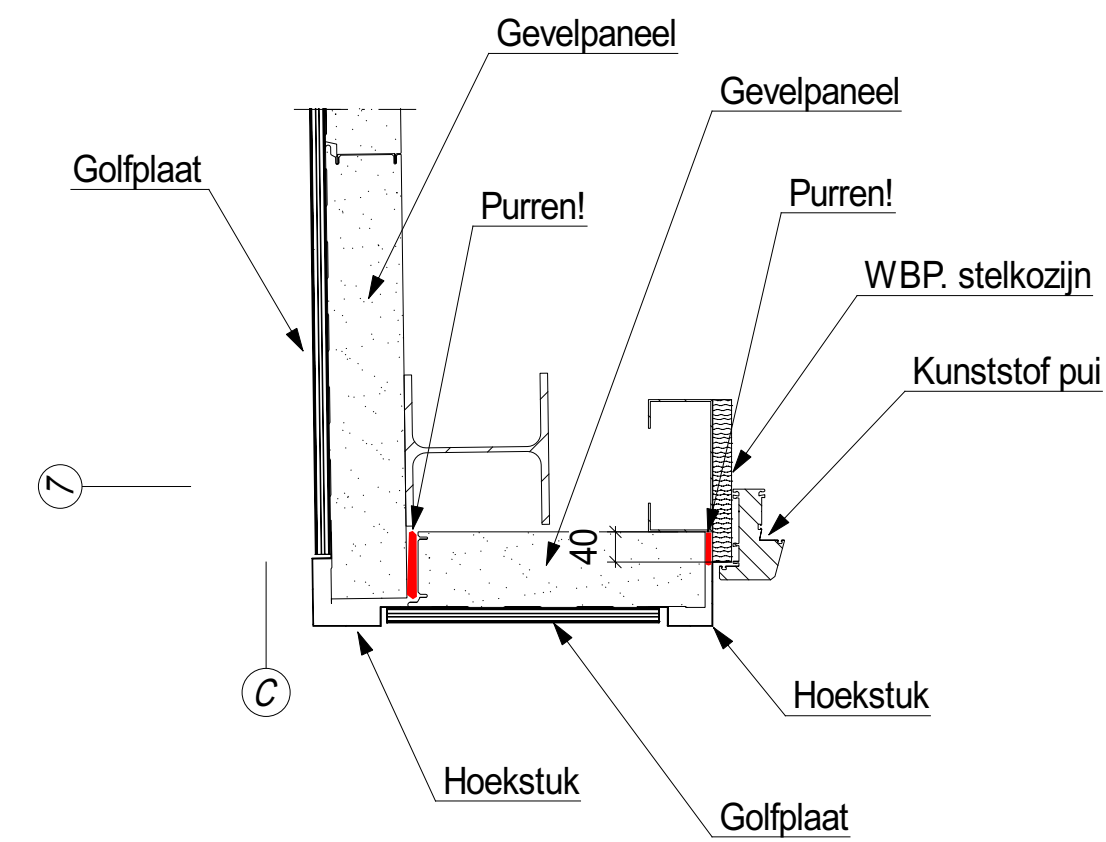 Gevelpaneel
Gevelpaneel
Golfplaat
Purren!
Purren!
WBP. stelkozijn
Kunststof pui
7
40
C
Hoekstuk
Hoekstuk
Golfplaat